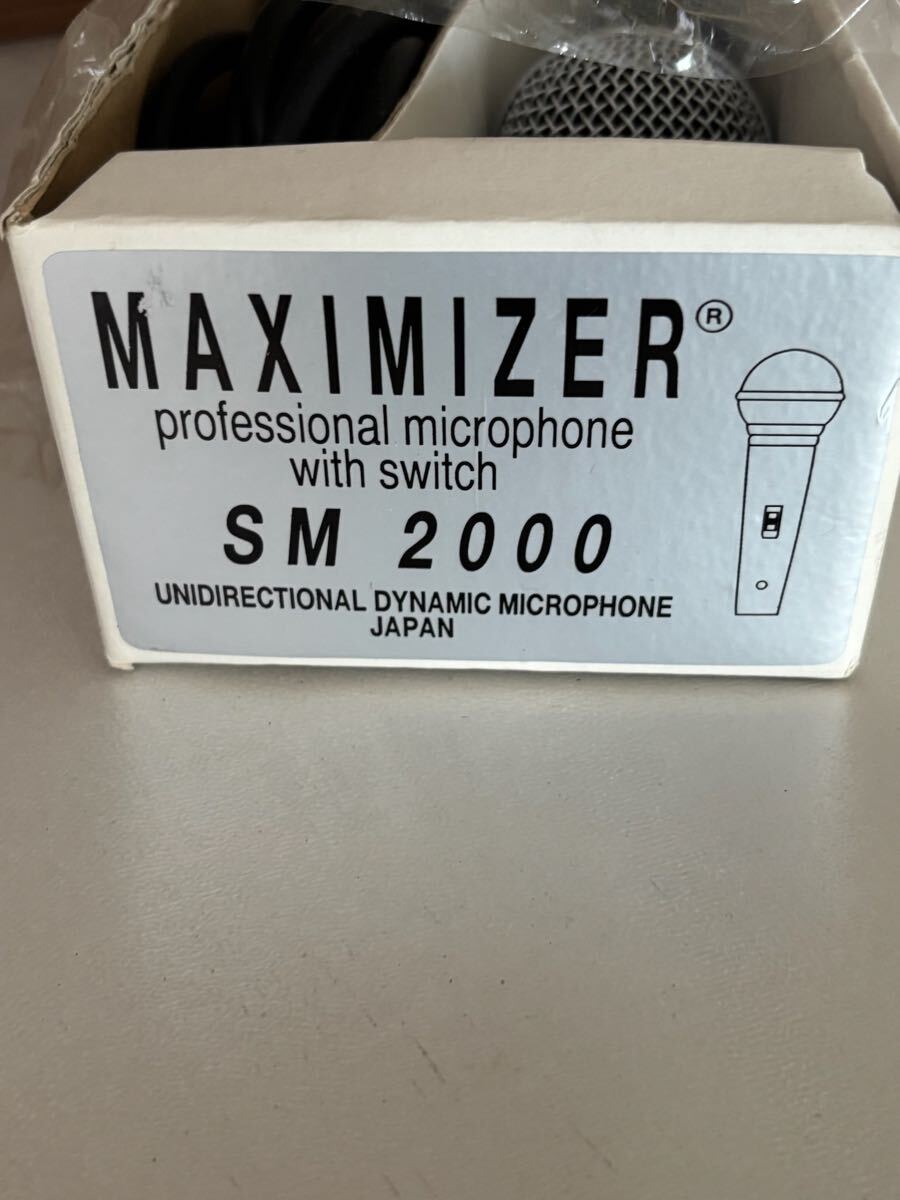 MAXIMIZER®
professional microphone
with switch
SM 2000
UNIDIRECTIONAL DYNAMIC MICROPHONE
JAPAN